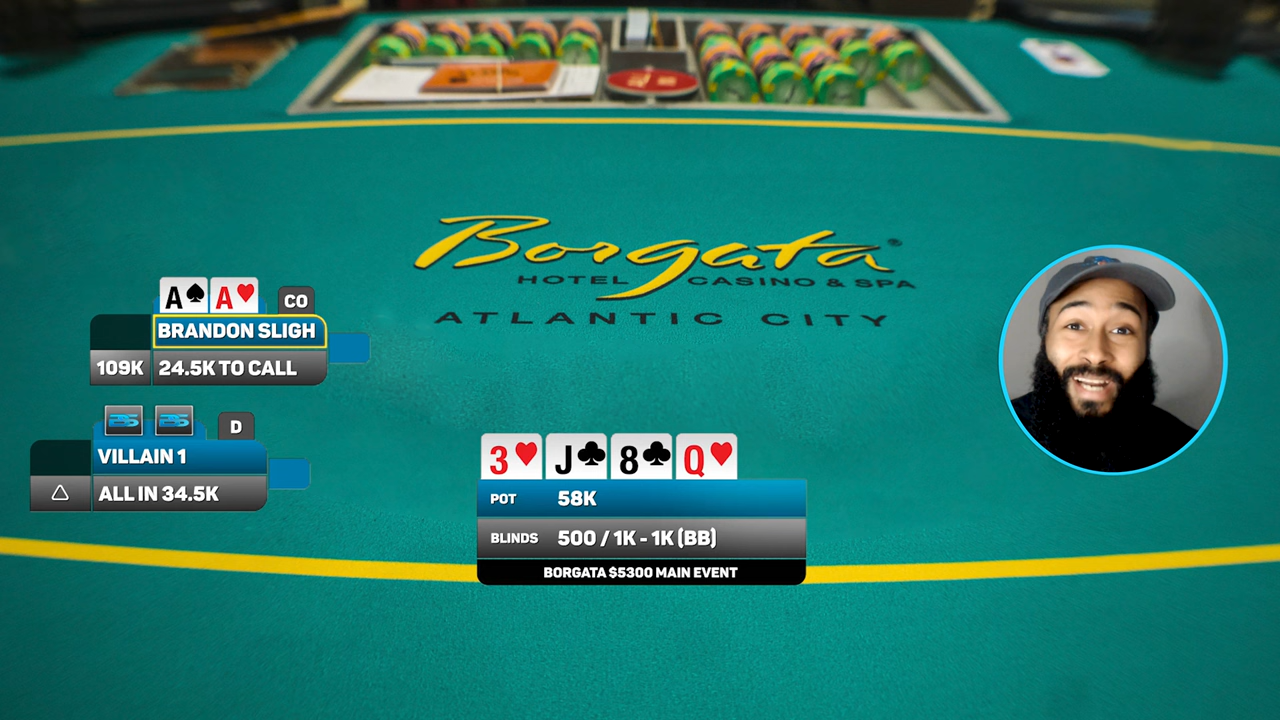 Borgata®
HOTEL CASINO & SPA
ATLANTIC CITY
A♠ A♥ CO
BRANDON SLIGH
109K 24.5K TO CALL
D
VILLAIN 1
ALL IN 34.5K
3♥ J♣ 8♣ Q♥
POT 58K
BLINDS 500 / 1K - 1K (BB)
BORGATA $5300 MAIN EVENT